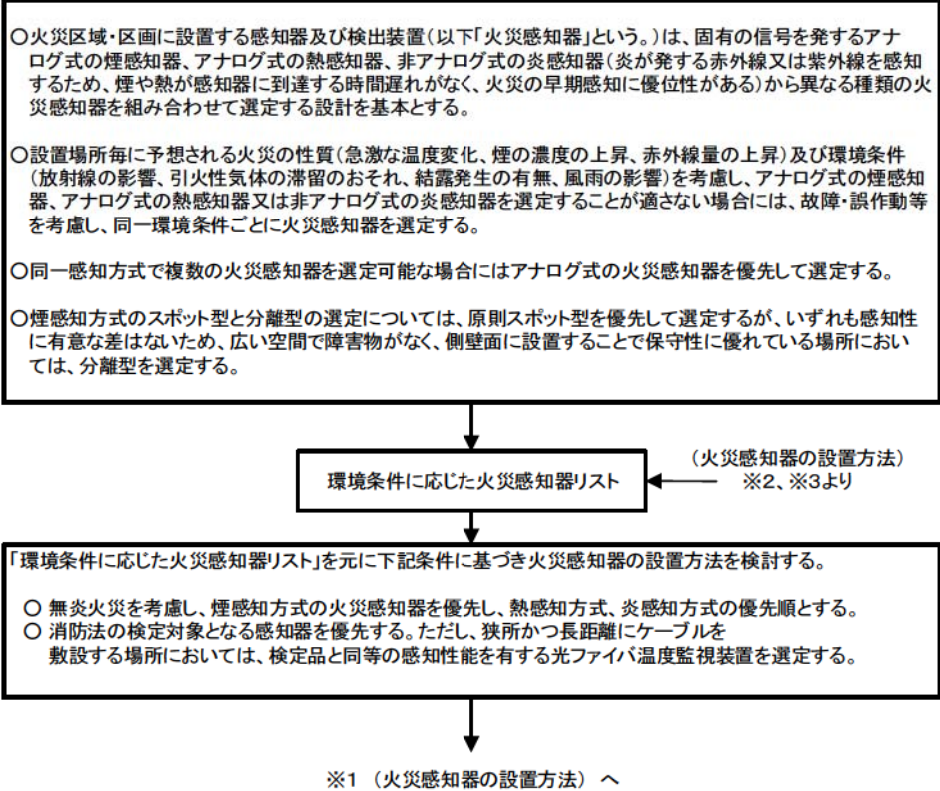 ○火災区域・区画に設置する感知器及び検出装置（以下「火災感知器」という。）は、固有の信号を発するアナ
ログ式の煙感知器、アナログ式の熱感知器、非アナログ式の炎感知器（炎が発する赤外線又は紫外線を感知
するため、煙や熱が感知器に到達する時間遅れがなく、火災の早期感知に優位性がある）から異なる種類の火
災感知器を組み合わせて選定する設計を基本とする。
○設置場所毎に予想される火災の性質（急激な温度変化、煙の濃度の上昇、赤外線量の上昇）及び環境条件
（放射線の影響、引火性気体の滞留のおそれ、結露発生の有無、風雨の影響）を考慮し、アナログ式の煙感知
器、アナログ式の熱感知器又は非アナログ式の炎感知器を選定することが適さない場合には、故障・誤作動等
を考慮し、同一環境条件ごとに火災感知器を選定する。
○同一感知方式で複数の火災感知器を選定可能な場合にはアナログ式の火災感知器を優先して選定する。
○煙感知方式のスポット型と分離型の選定については、原則スポット型を優先して選定するが、いずれも感知性
に有意な差はないため、広い空間で障害物がなく、側壁面に設置することで保守性に優れている場所におい
ては、分離型を選定する。
環境条件に応じた火災感知器リスト
（火災感知器の設置方法）
※2、※3より
「環境条件に応じた火災感知器リスト」を元に下記条件に基づき火災感知器の設置方法を検討する。
○ 無炎火災を考慮し、煙感知方式の火災感知器を優先し、熱感知方式、炎感知方式の優先順とする。
○ 消防法の検定対象となる感知器を優先する。ただし、狭所かつ長距離にケーブルを
敷設する場所においては、検定品と同等の感知性能を有する光ファイバ温度監視装置を選定する。
※1 （火災感知器の設置方法） へ